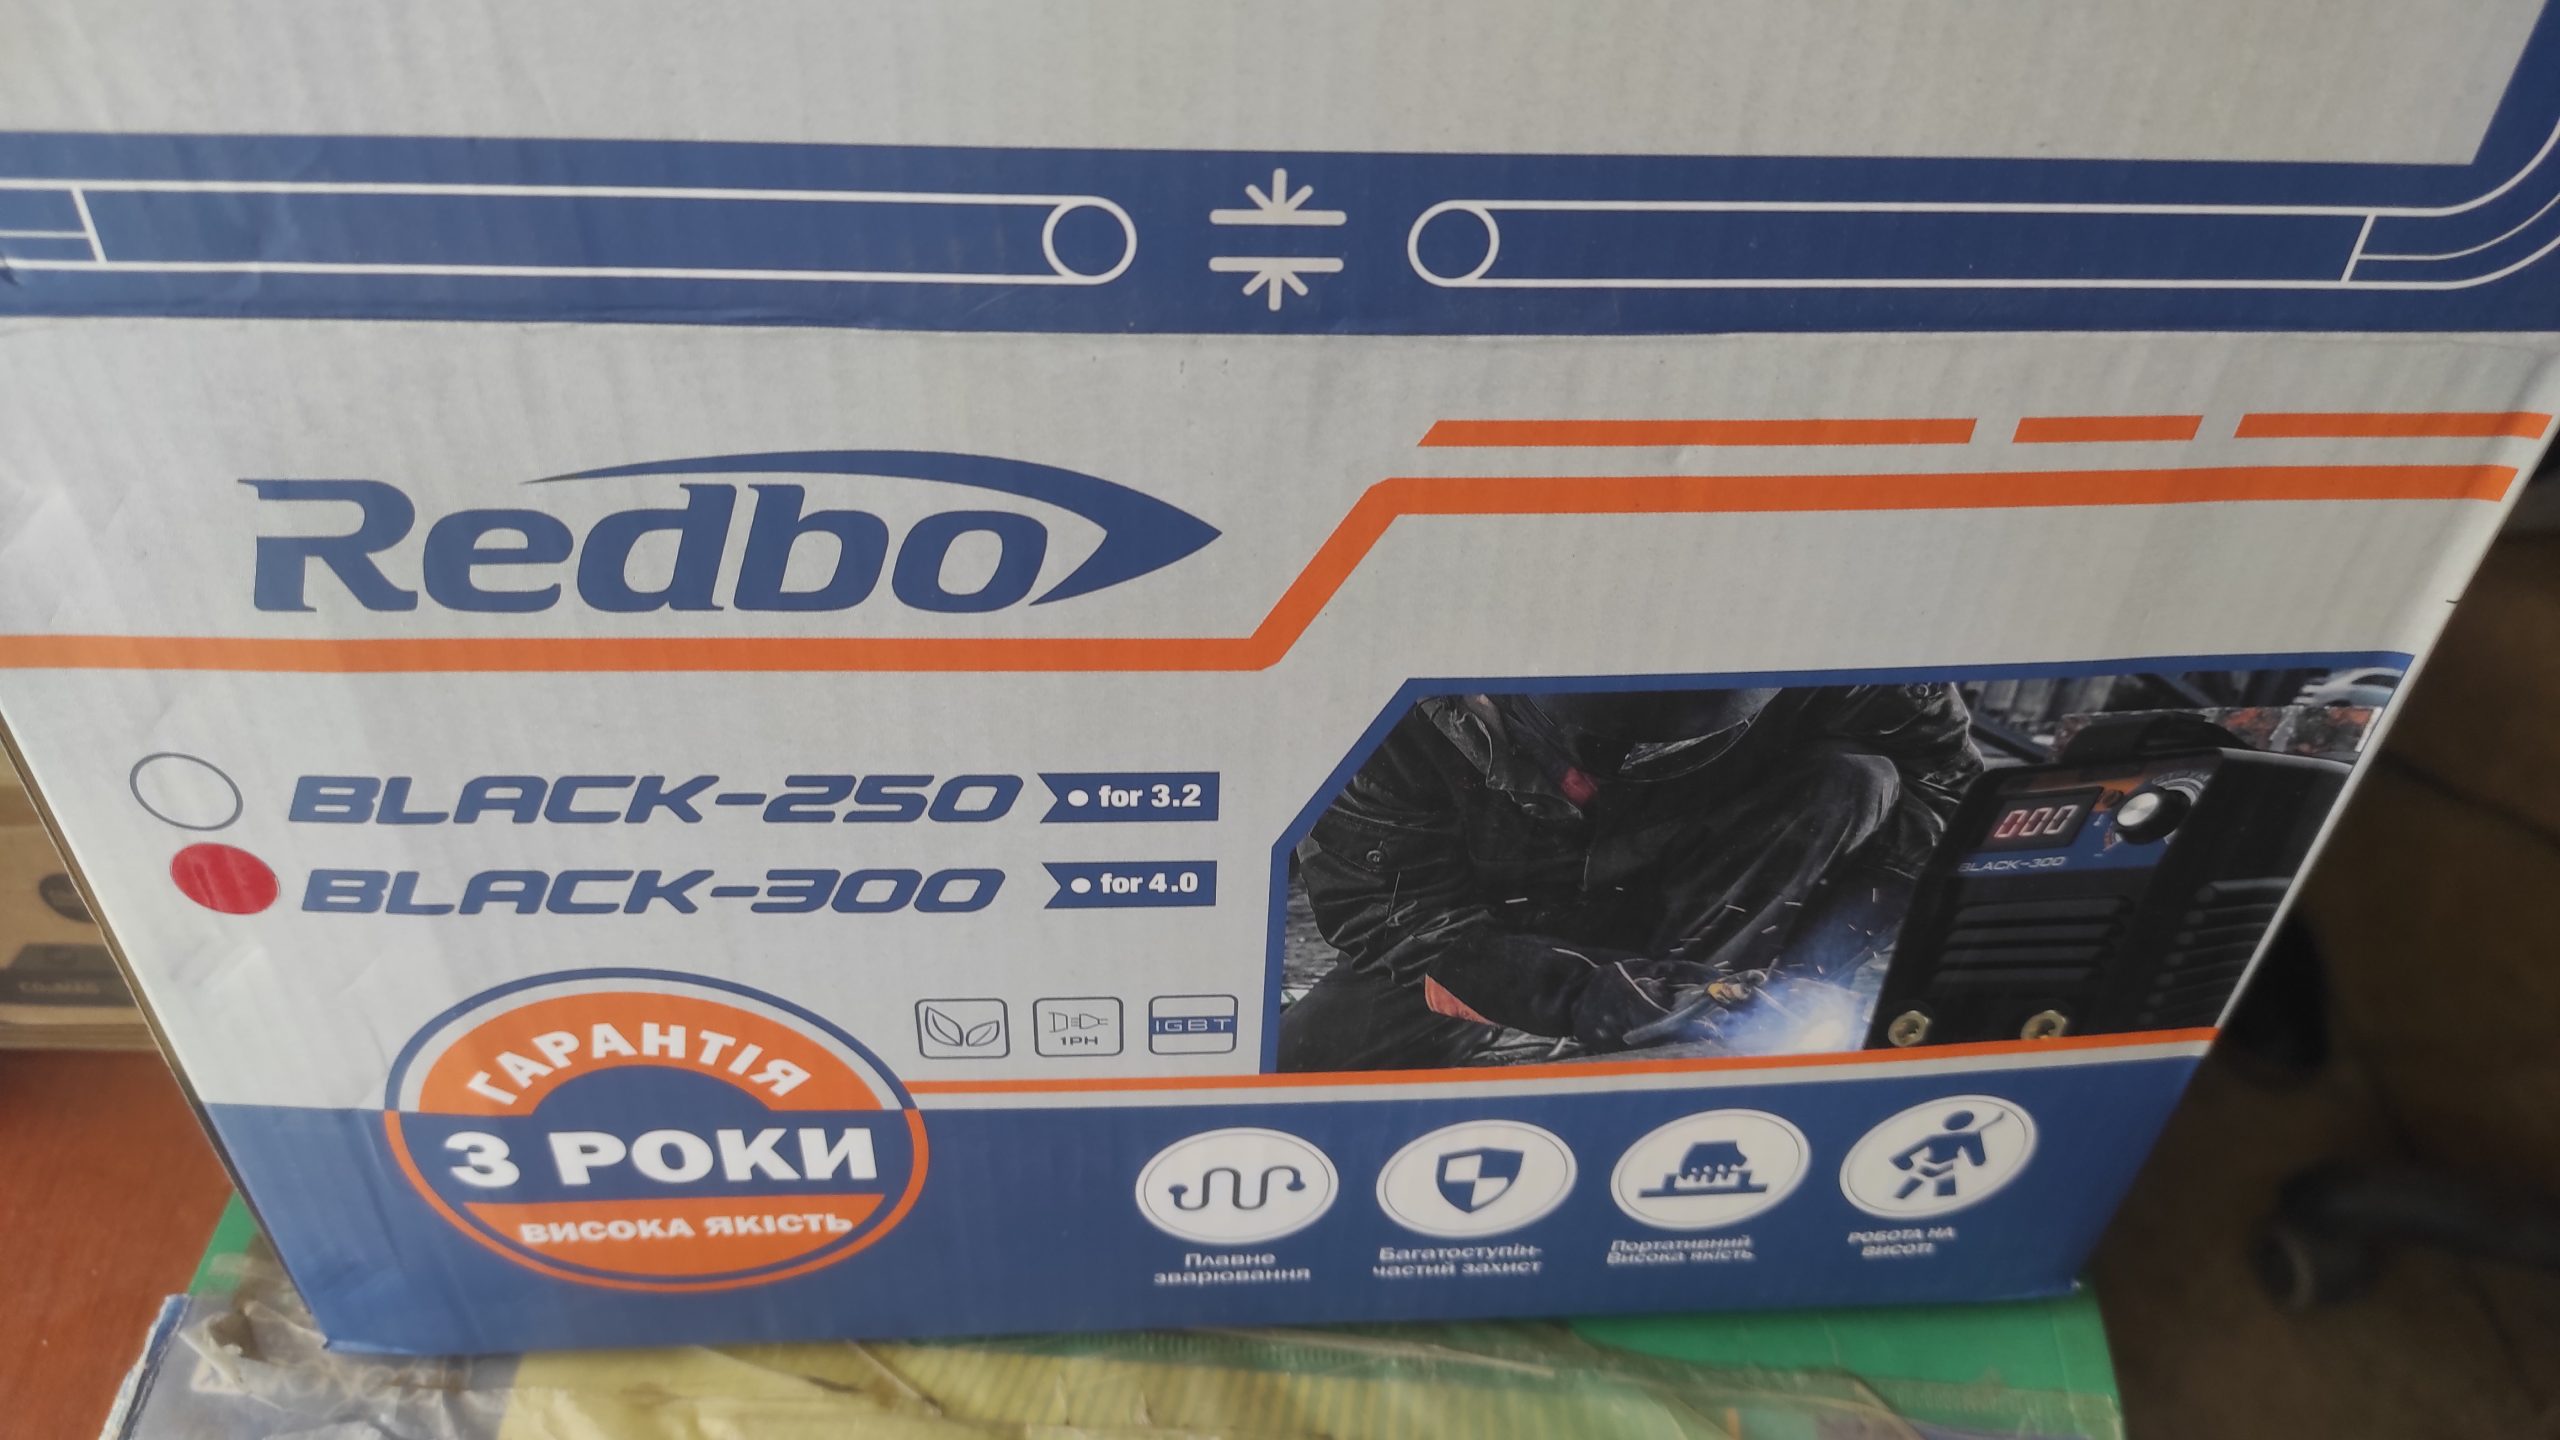 Redbo
BLACK-250 • for 3.2
BLACK-300 • for 4.0
000
BLACK-300
ГАРАНТІЯ
3 РОКИ
ВИСОКА ЯКІСТЬ
1PH
IGBT
Плавне
зварювання
Багатоступін-
частий захист
Портативний
Висока якість
РОБОТА НА
ВИСОТІ